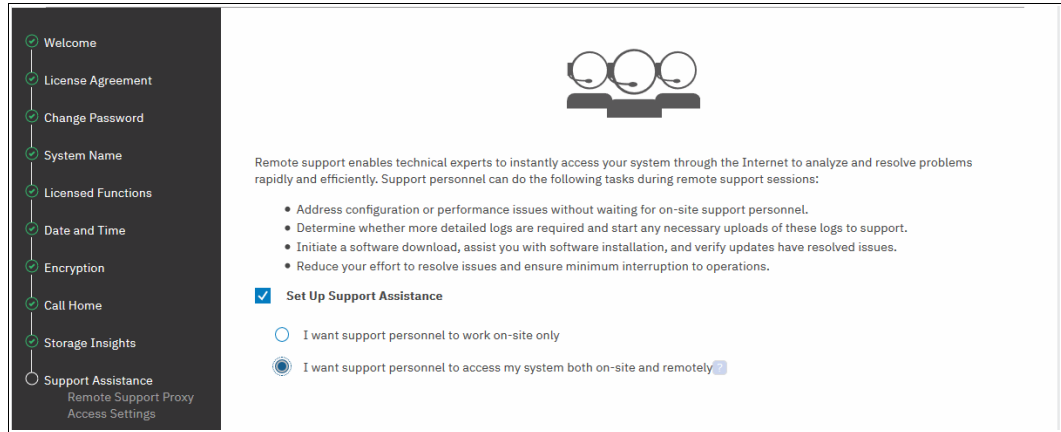 Welcome
License Agreement
Change Password
System Name
Licensed Functions
Date and Time
Encryption
Call Home
Storage Insights
Support Assistance
Remote Support Proxy
Access Settings
Remote support enables technical experts to instantly access your system through the Internet to analyze and resolve problems
rapidly and efficiently. Support personnel can do the following tasks during remote support sessions:
• Address configuration or performance issues without waiting for on-site support personnel.
• Determine whether more detailed logs are required and start any necessary uploads of these logs to support.
• Initiate a software download, assist you with software installation, and verify updates have resolved issues.
• Reduce your effort to resolve issues and ensure minimum interruption to operations.
Set Up Support Assistance
I want support personnel to work on-site only
I want support personnel to access my system both on-site and remotely ?